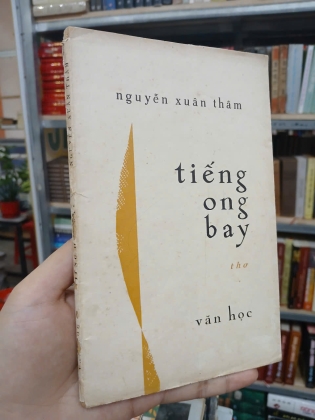 nguyễn xuân thâm
tiếng
ong
bay
thơ
văn học